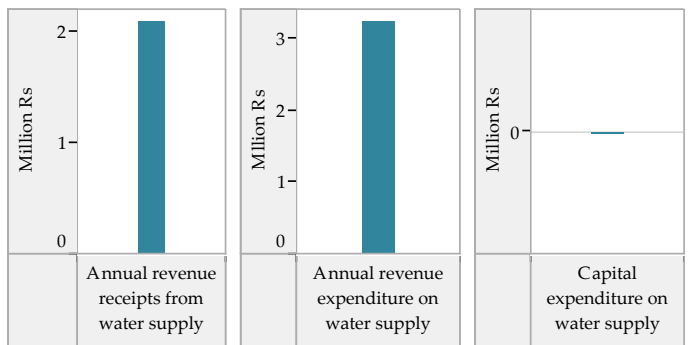 Million Rs
2
1
0
Annual revenue
receipts from
water supply
Mllion Rs
3
2
1
0
Annual revenue
expenditure on
water supply
Million Rs
0
Capital
expenditure on
water supply